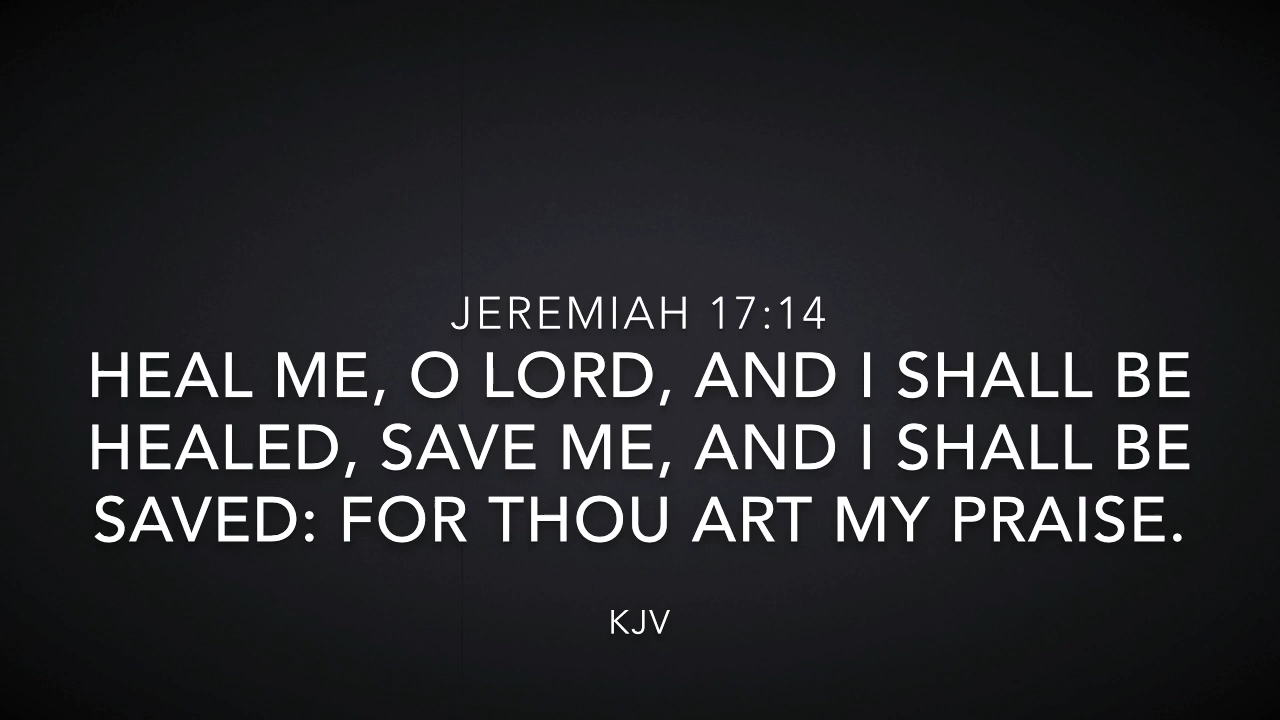 JEREMIAH 17:14
HEAL ME, O LORD, AND I SHALL BE
HEALED, SAVE ME, AND I SHALL BE
SAVED: FOR THOU ART MY PRAISE.
KJV